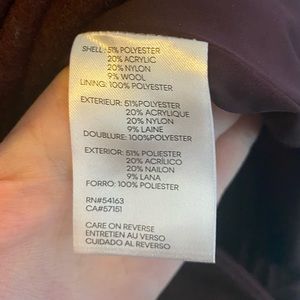 SHELL: 51% POLYESTER
20% ACRYLIC
20% NYLON
9% WOOL
LINING: 100% POLYESTER
EXTERIEUR: 51%POLYESTER
20% ACRYLIQUE
20% NYLON
9% LAINE
DOUBLURE: 100%POLYESTER
EXTERIOR: 51% POLIESTER
20% ACRÍLICO
20% NAILON
9% LANA
FORRO: 100% POLIESTER
RN#54163
CA#57151
CARE ON REVERSE
ENTRETIEN AU VERSO
CUIDADO AL REVERSO